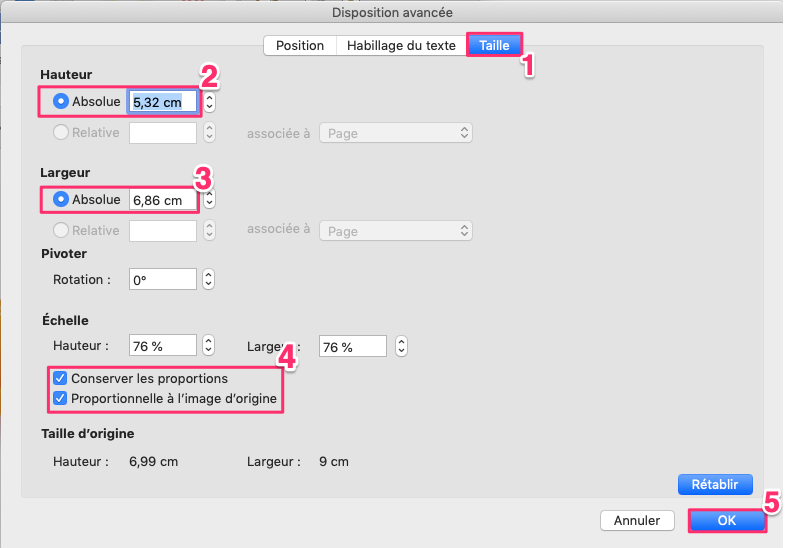 Disposition avancée
Position Habillage du texte Taille
1
Hauteur
2
Absolue 5,32 cm
Relative associée à Page
Largeur
3
Absolue 6,86 cm
Relative associée à Page
Pivoter
Rotation : 0°
Échelle
Hauteur : 76 % Largeur : 76 %
4
Conserver les proportions
Proportionnelle à l’image d’origine
Taille d’origine
Hauteur : 6,99 cm Largeur : 9 cm
Rétablir
5
Annuler OK